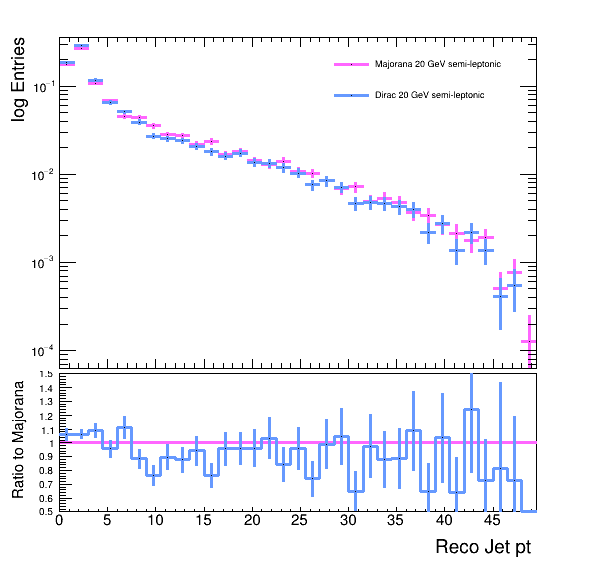 log Entries
Majorana 20 GeV semi-leptonic
Dirac 20 GeV semi-leptonic
10⁻¹
10⁻²
10⁻³
10⁻⁴
Ratio to Majorana
1.5
1.4
1.3
1.2
1.1
1
0.9
0.8
0.7
0.6
0.5
0 5 10 15 20 25 30 35 40 45
Reco Jet pt